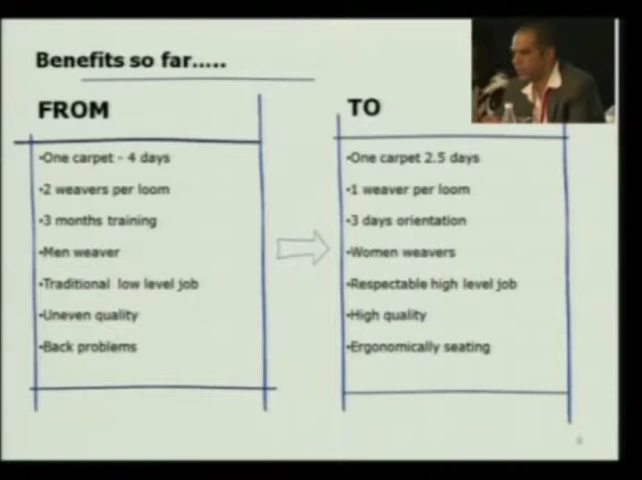 Benefits so far.....
FROM
•One carpet - 4 days
•2 weavers per loom
•3 months training
•Men weaver
•Traditional low level job
•Uneven quality
•Back problems
TO
•One carpet 2.5 days
•1 weaver per loom
•3 days orientation
•Women weavers
•Respectable high level job
•High quality
•Ergonomically seating